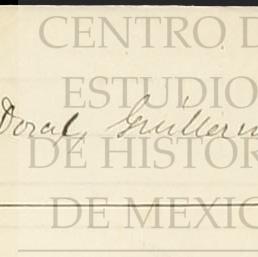 CENTRO D
ESTUDIO
Doral, Guillerm
DE HISTOR
DE MEXIC